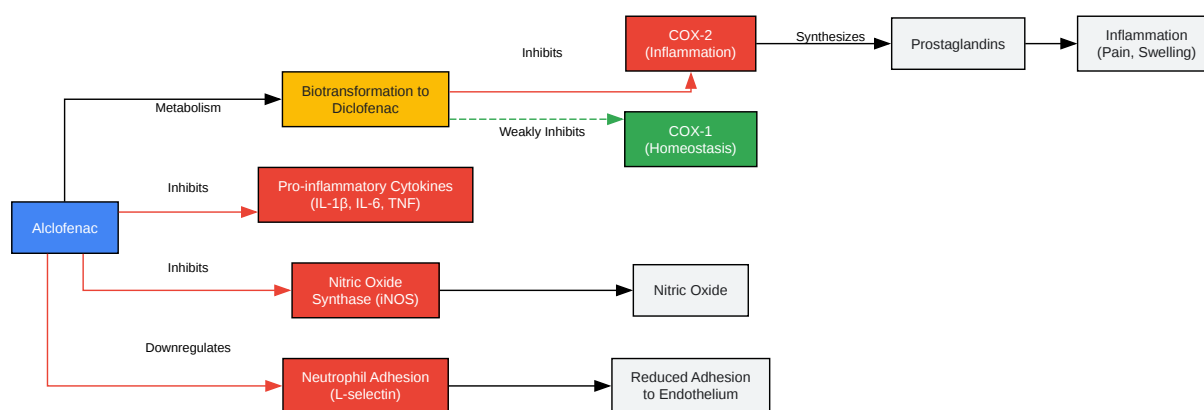 COX-2
(Inflammation)
Synthesizes
Prostaglandins
Inflammation
(Pain, Swelling)
Inhibits
Biotransformation to
Diclofenac
Metabolism
Weakly Inhibits
COX-1
(Homeostasis)
Inhibits
Pro-inflammatory Cytokines
(IL-1β, IL-6, TNF)
Alclofenac
Inhibits
Nitric Oxide
Synthase (iNOS)
Nitric Oxide
Downregulates
Neutrophil Adhesion
(L-selectin)
Reduced Adhesion
to Endothelium